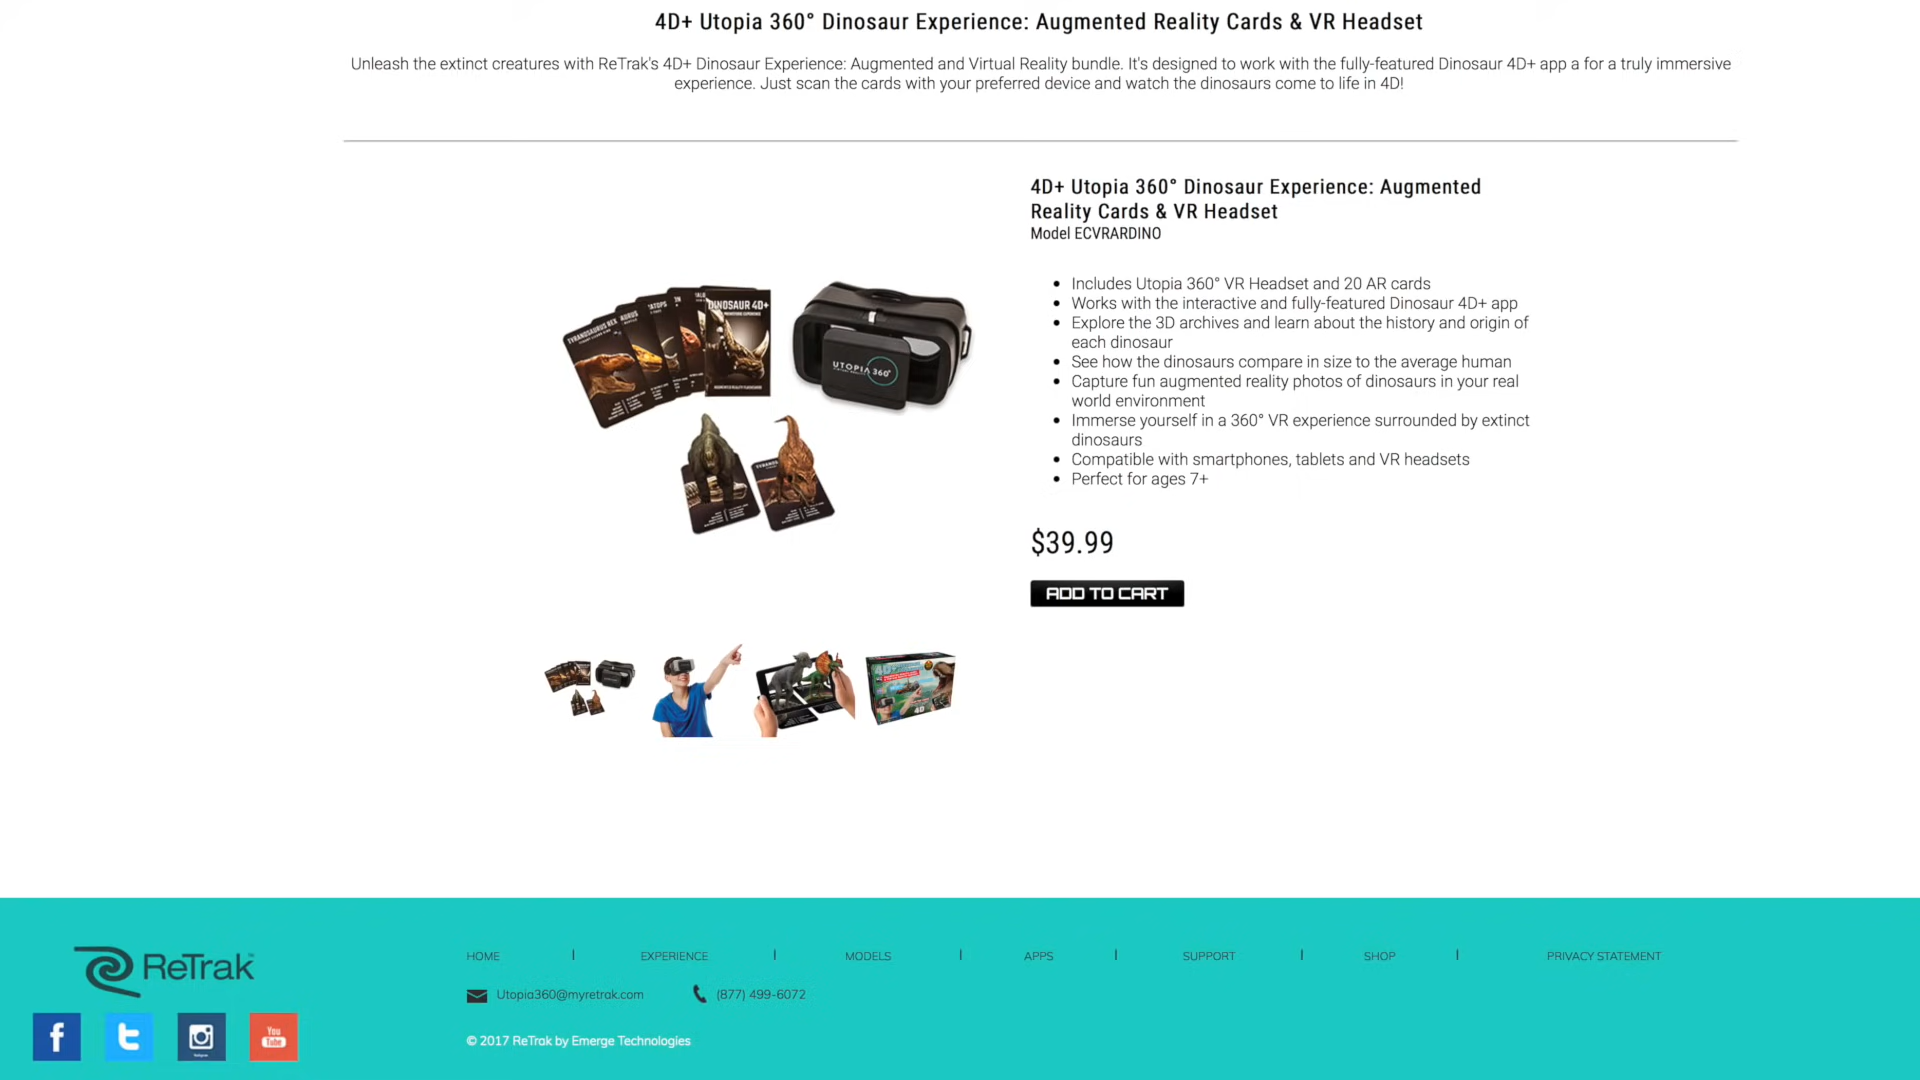 4D+ Utopia 360° Dinosaur Experience: Augmented Reality Cards & VR Headset
Unleash the extinct creatures with ReTrak's 4D+ Dinosaur Experience: Augmented and Virtual Reality bundle. It's designed to work with the fully-featured Dinosaur 4D+ app a for a truly immersive
experience. Just scan the cards with your preferred device and watch the dinosaurs come to life in 4D!
4D+ Utopia 360° Dinosaur Experience: Augmented
Reality Cards & VR Headset
Model ECVRARDINO
• Includes Utopia 360° VR Headset and 20 AR cards
• Works with the interactive and fully-featured Dinosaur 4D+ app
• Explore the 3D archives and learn about the history and origin of
each dinosaur
• See how the dinosaurs compare in size to the average human
• Capture fun augmented reality photos of dinosaurs in your real
world environment
• Immerse yourself in a 360° VR experience surrounded by extinct
dinosaurs
• Compatible with smartphones, tablets and VR headsets
• Perfect for ages 7+
$39.99
ADD TO CART
TYRANOSAURUS REX
DINOSAUR 4D+
UTOPIA 360°
ReTrak
HOME | EXPERIENCE | MODELS | APPS | SUPPORT | SHOP | PRIVACY STATEMENT
Utopia360@myretrak.com (877) 499-6072
© 2017 ReTrak by Emerge Technologies
You
Tube